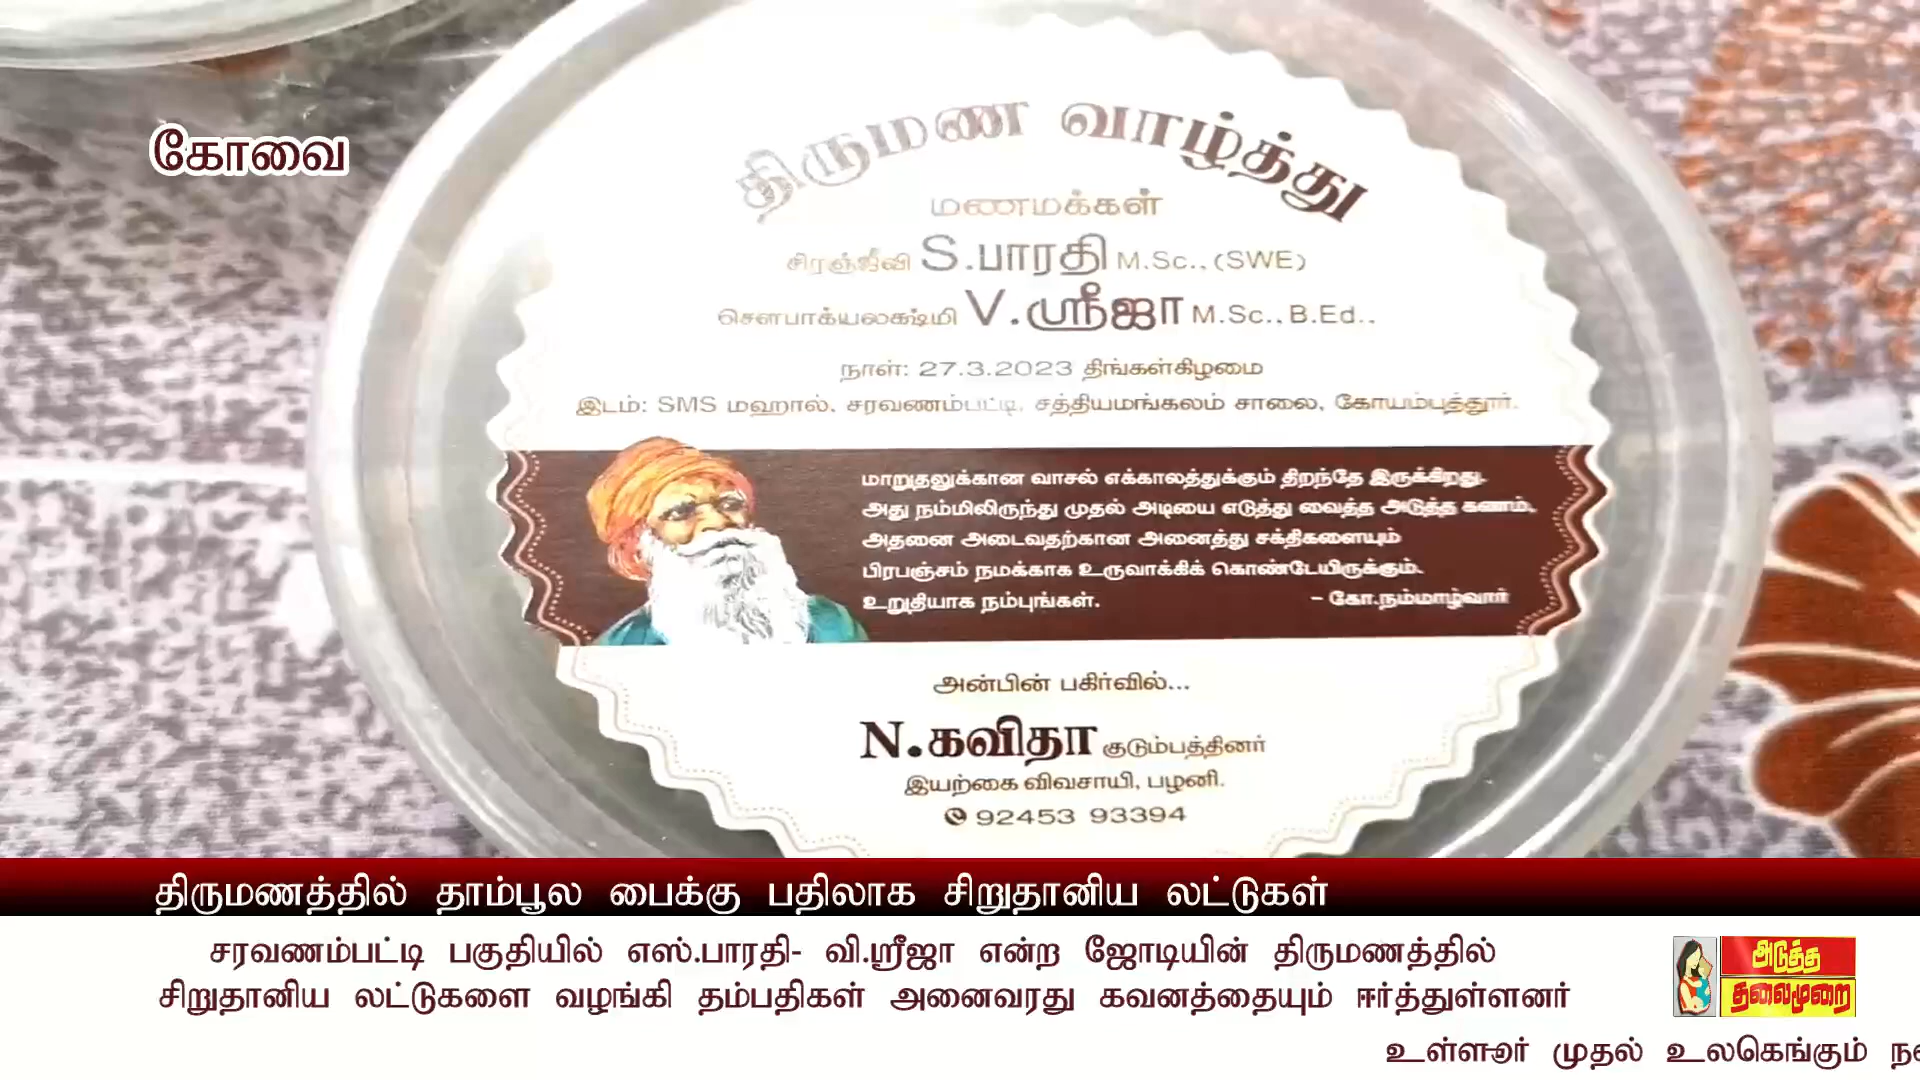 கோவை
திருமண வாழ்த்து
மணமக்கள்
சிரஞ்ஜீவி S.பாரதி M.Sc., (SWE)
சௌபாக்யலக்ஷ்மி V.ஸ்ரீஜா M.Sc., B.Ed.,
நாள்: 27.3.2023 திங்கள்கிழமை
இடம்: SMS மஹால், சரவணம்பட்டி, சத்தியமங்கலம் சாலை, கோயம்புத்தூர்.
மாறுதலுக்கான வாசல் எக்காலத்துக்கும் திறந்தே இருக்கிறது.
அது நம்மிலிருந்து முதல் அடியை எடுத்து வைத்த அடுத்த கணம்,
அதனை அடைவதற்கான அனைத்து சக்திகளையும்
பிரபஞ்சம் நமக்காக உருவாக்கிக் கொண்டேயிருக்கும்.
உறுதியாக நம்புங்கள். – கோ.நம்மாழ்வார்
அன்பின் பகிர்வில்...
N.கவிதா குடும்பத்தினர்
இயற்கை விவசாயி, பழனி.
92453 93394
திருமணத்தில் தாம்பூல பைக்கு பதிலாக சிறுதானிய லட்டுகள்
சரவணம்பட்டி பகுதியில் எஸ்.பாரதி- வி.ஸ்ரீஜா என்ற ஜோடியின் திருமணத்தில்
சிறுதானிய லட்டுகளை வழங்கி தம்பதிகள் அனைவரது கவனத்தையும் ஈர்த்துள்ளனர்
அடுத்த
தலைமுறை
உள்ளூர் முதல் உலகெங்கும்